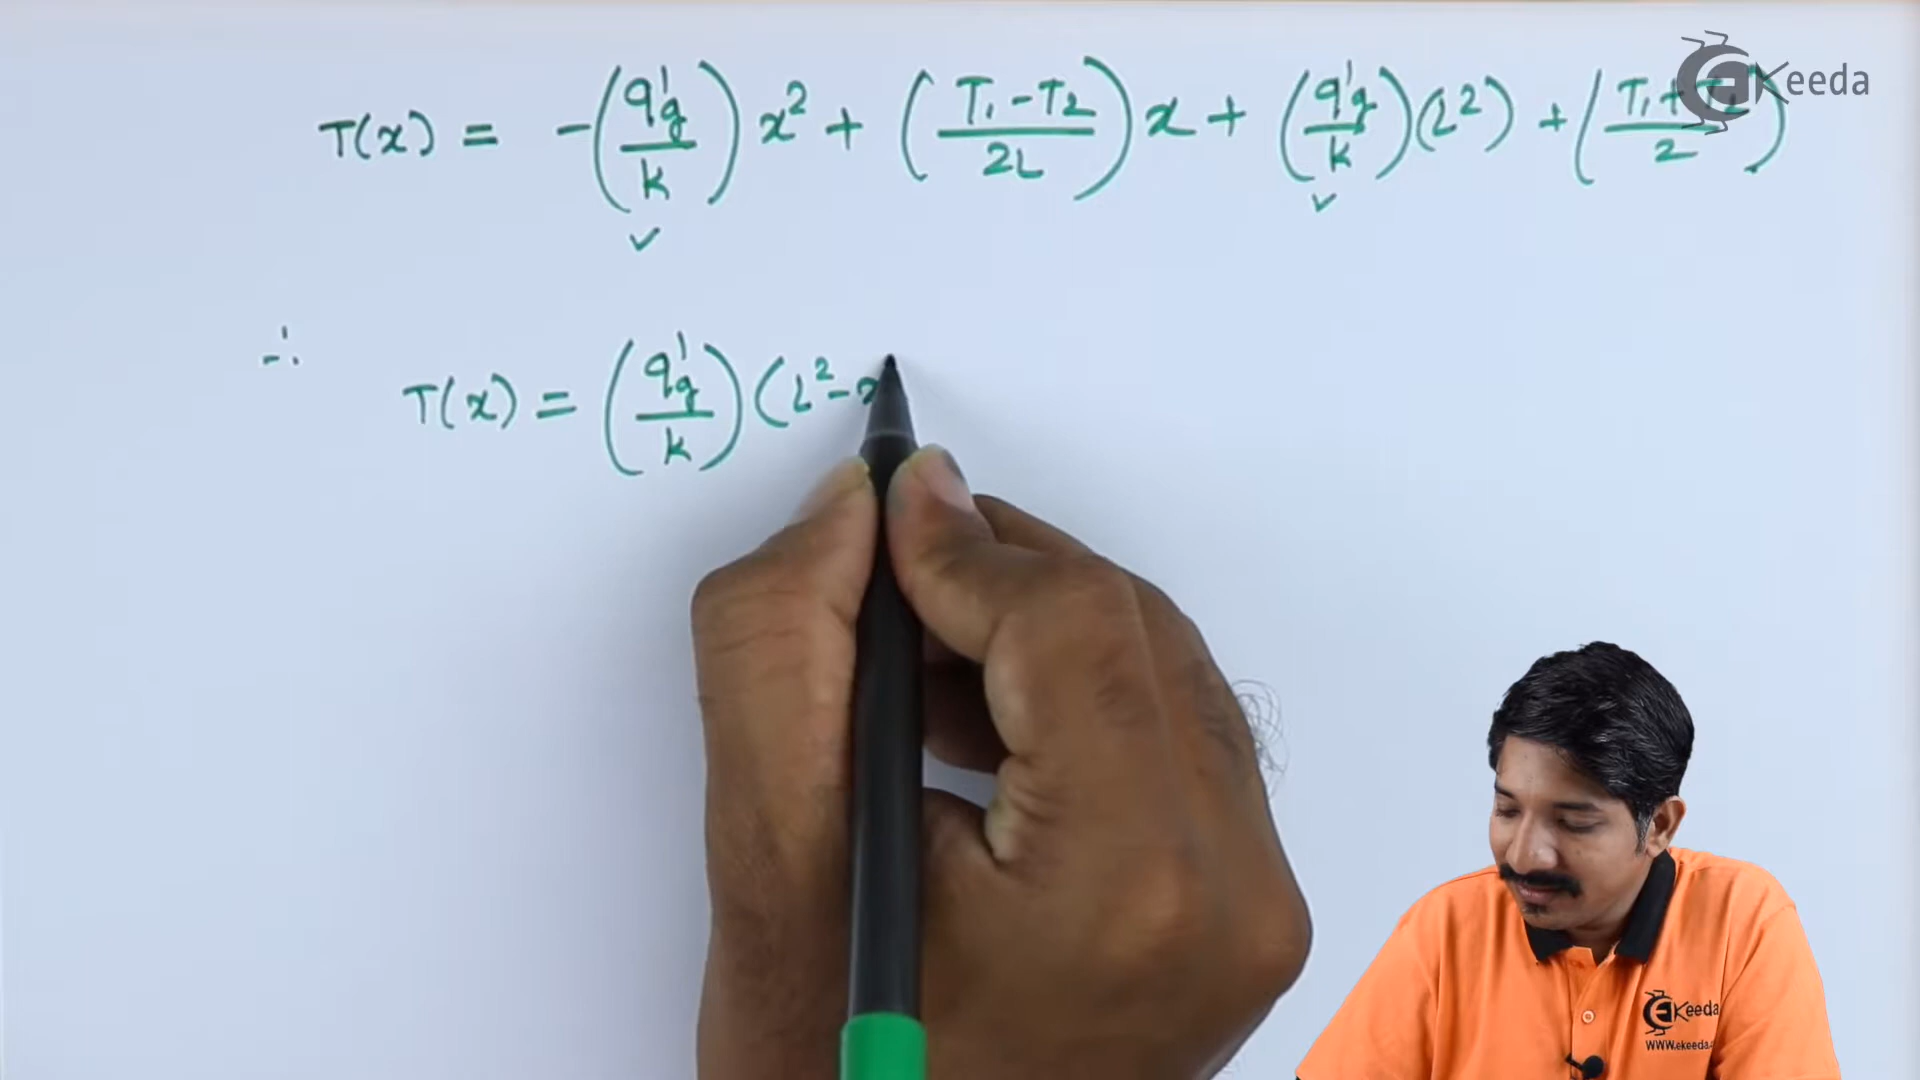 Keeda
T(x) = -(q'g/k) x² + (T₁ - T₂/2L) x + (q'g/k)(L²) + (T₁ + T₂/2)
∴ T(x) = (q'g/k)(L² - x
Keeda
www.ekeeda.